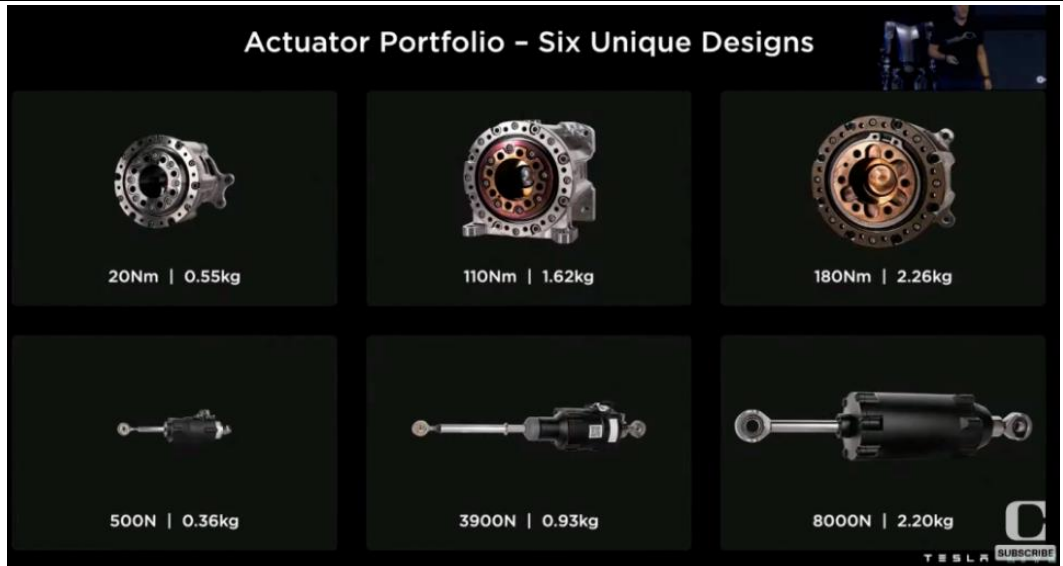 Actuator Portfolio – Six Unique Designs
20Nm | 0.55kg
110Nm | 1.62kg
180Nm | 2.26kg
500N | 0.36kg
3900N | 0.93kg
8000N | 2.20kg
C
SUBSCRIBE
TESLA